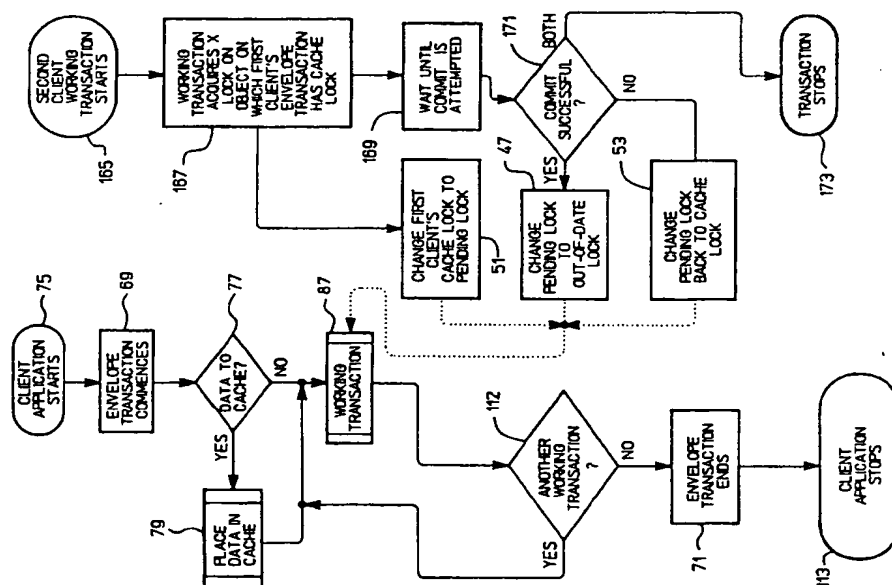 75
CLIENT
APPLICATION
STARTS
69
ENVELOPE
TRANSACTION
COMMENCES
77
DATA TO
CACHE?
YES
NO
79
PLACE
DATA IN
CACHE
87
WORKING
TRANSACTION
112
ANOTHER
WORKING
TRANSACTION
?
YES
NO
ENVELOPE
TRANSACTION
ENDS
71
CLIENT
APPLICATION
STOPS
113
SECOND
CLIENT
WORKING
TRANSACTION
STARTS
165
WORKING
TRANSACTION
ACQUIRES X
LOCK ON
OBJECT ON
WHICH FIRST
CLIENT'S
ENVELOPE
TRANSACTION
HAS CACHE
LOCK
167
WAIT UNTIL
COMMIT IS
ATTEMPTED
169
CHANGE FIRST
CLIENT'S
CACHE LOCK TO
PENDING LOCK
51
171
COMMIT
SUCCESSFUL
?
YES
NO
BOTH
47
CHANGE
PENDING LOCK
TO
OUT-OF-DATE
LOCK
53
CHANGE
PENDING LOCK
BACK TO CACHE
LOCK
TRANSACTION
STOPS
173